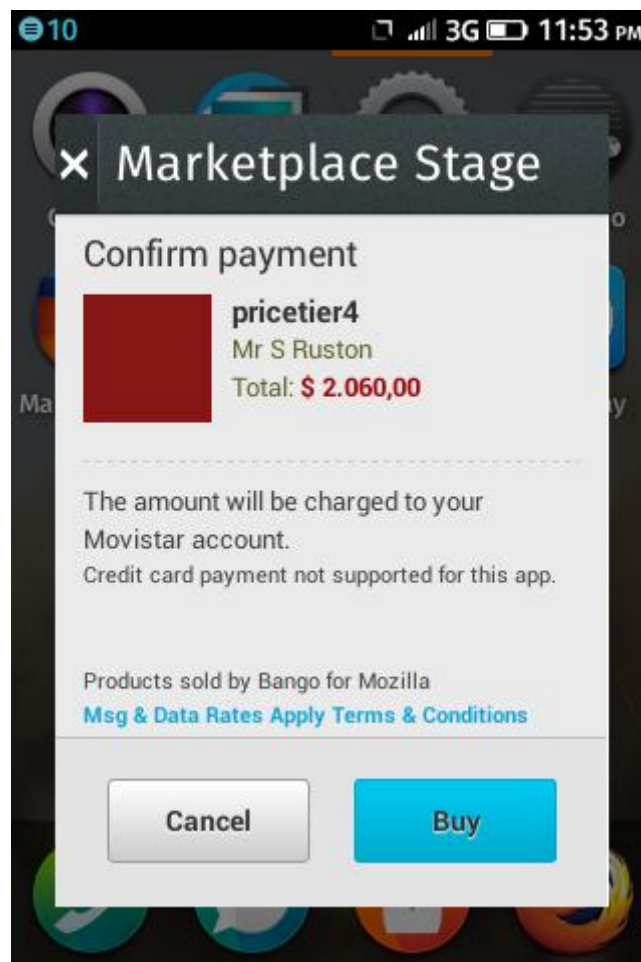 10 3G 11:53 PM
× Marketplace Stage
o
Confirm payment
pricetier4
Mr S Ruston
Total: $ 2.060,00
Ma
y
The amount will be charged to your
Movistar account.
Credit card payment not supported for this app.
Products sold by Bango for Mozilla
Msg & Data Rates Apply Terms & Conditions
Cancel Buy